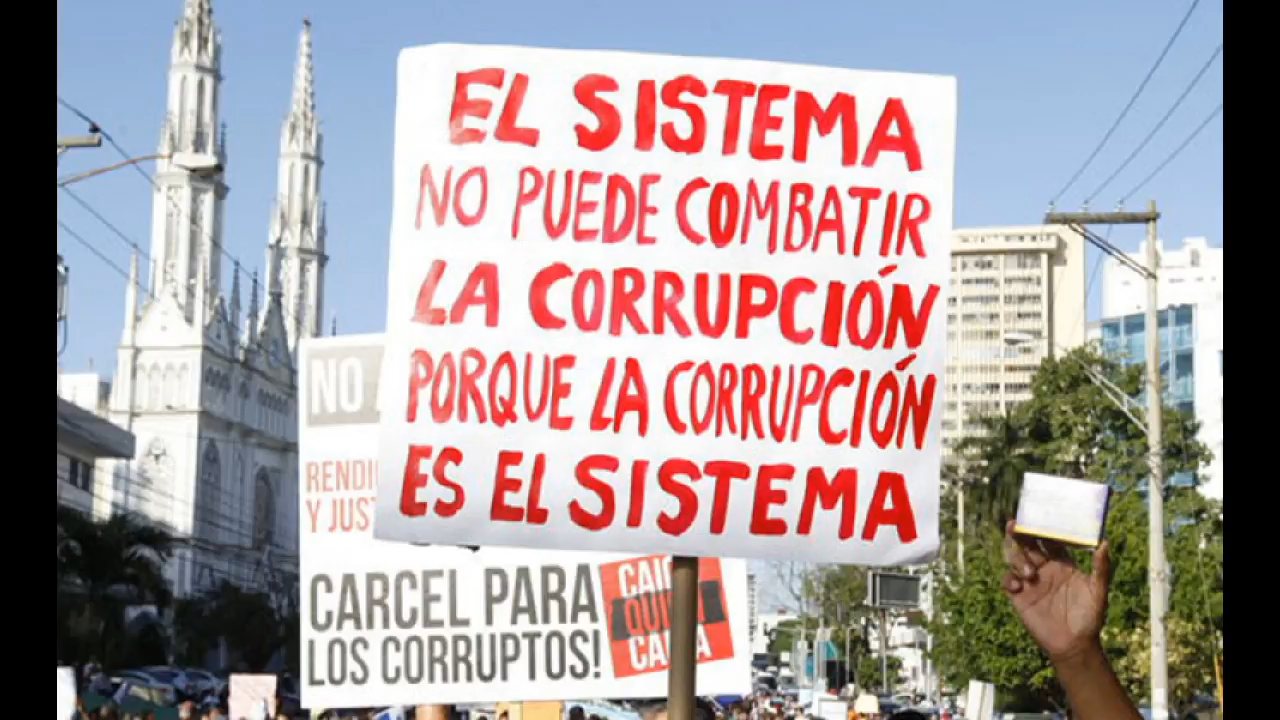 EL SISTEMA
NO PUEDE COMBATIR
LA CORRUPCIÓN
PORQUE LA CORRUPCIÓN
ES EL SISTEMA
NO
Y
CARCEL PARA
LOS CORRUPTOS!